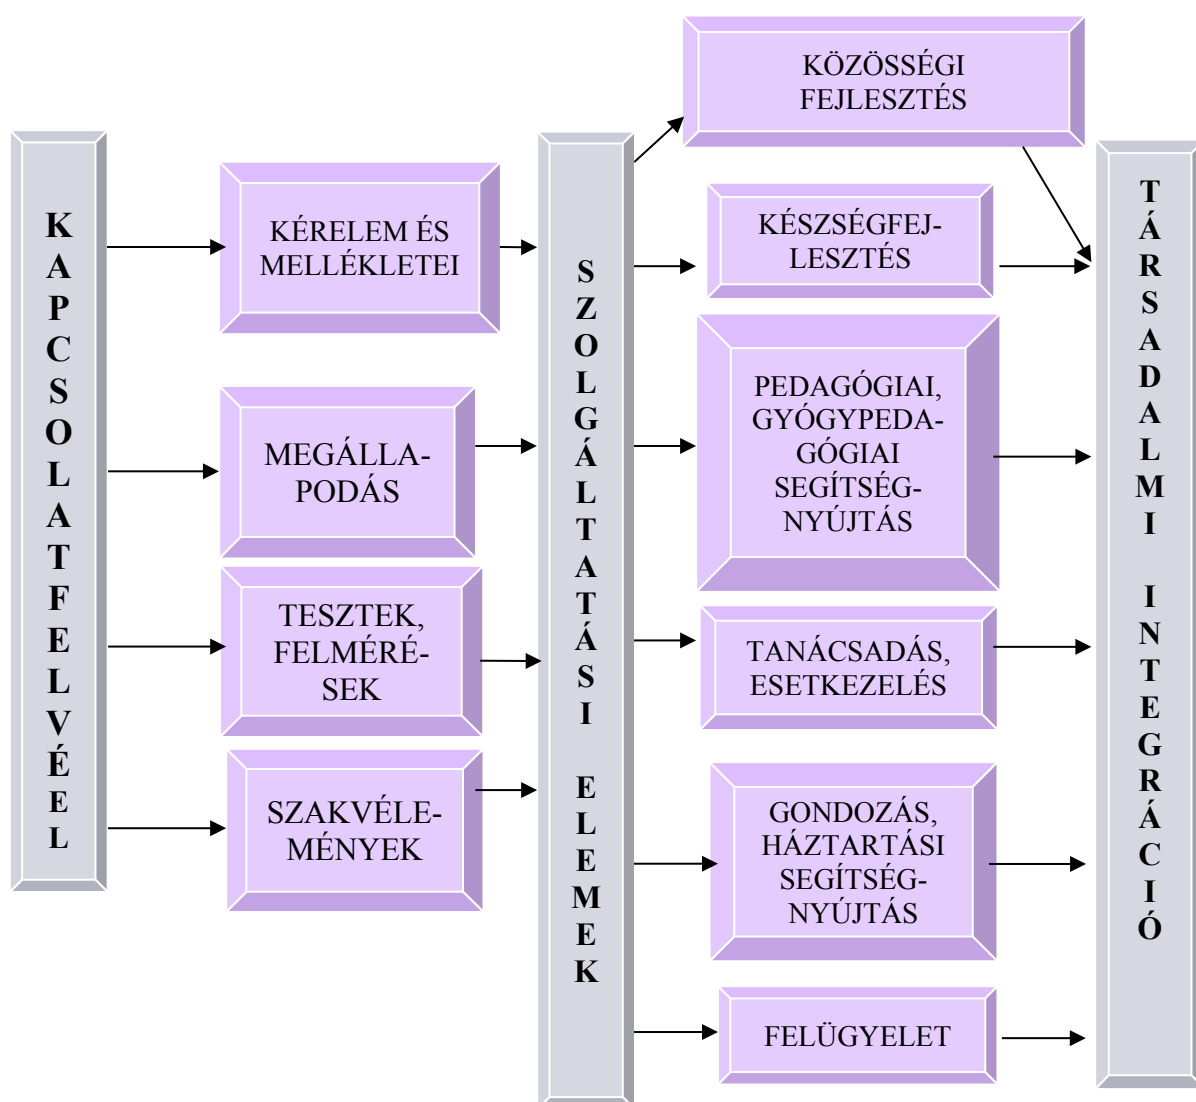 KAPCSOLATFELVÉEL
KÉRELEM ÉS
MELLÉKLETEI
MEGÁLLA-
PODÁS
TESZTEK,
FELMÉRÉ-
SEK
SZAKVÉLE-
MÉNYEK
SZOLGÁLTATÁSI ELEMEK
KÖZÖSSÉGI
FEJLESZTÉS
KÉSZSÉGFEJ-
LESZTÉS
PEDAGÓGIAI,
GYÓGYPEDA-
GÓGIAI
SEGÍTSÉG-
NYÚJTÁS
TANÁCSADÁS,
ESETKEZELÉS
GONDOZÁS,
HÁZTARTÁSI
SEGÍTSÉG-
NYÚJTÁS
FELÜGYELET
TÁRSADALMI INTEGRÁCIÓ